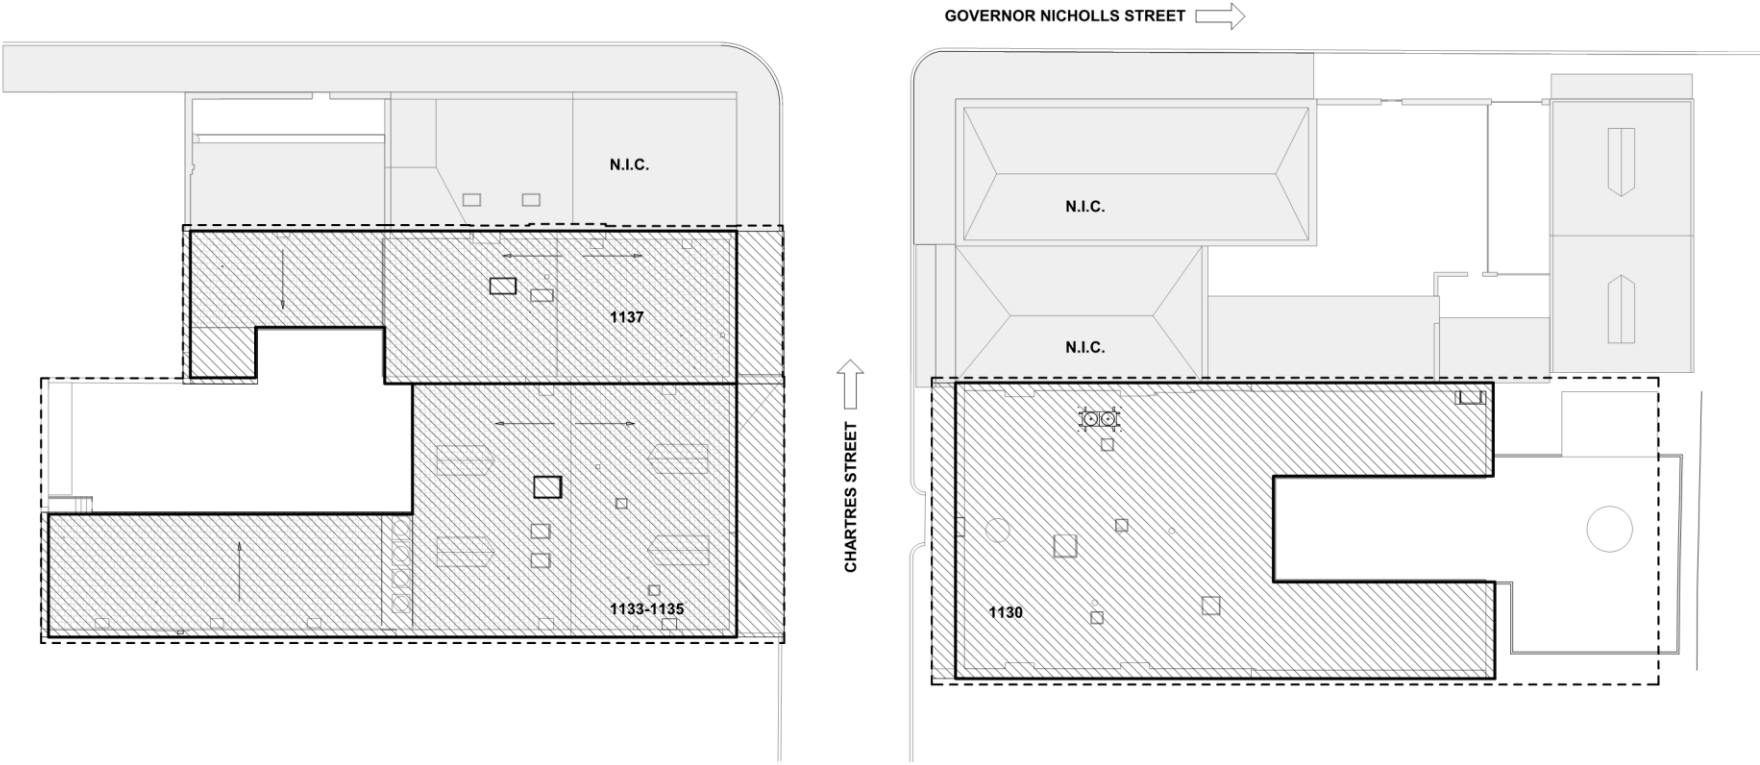 GOVERNOR NICHOLLS STREET
N.I.C.
N.I.C.
1137
N.I.C.
CHARTRES STREET
1133-1135
1130